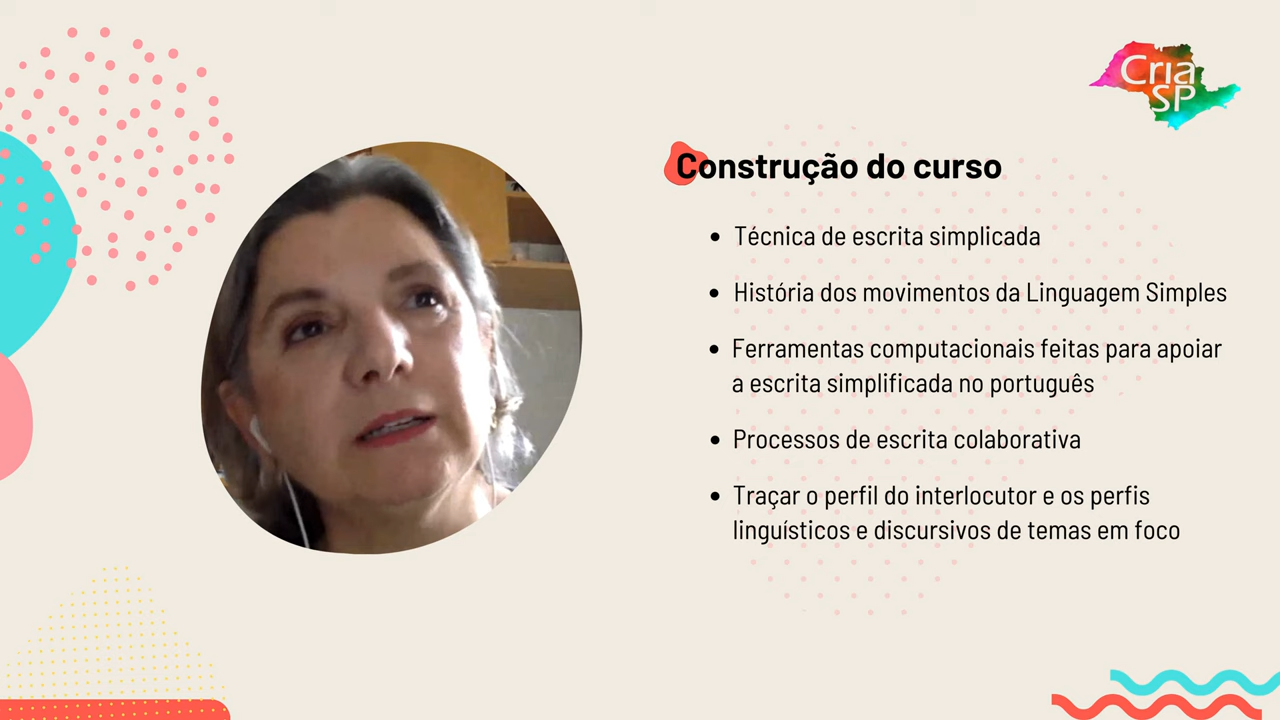 Cria
SP
Construção do curso
• Técnica de escrita simplicada
• História dos movimentos da Linguagem Simples
• Ferramentas computacionais feitas para apoiar
a escrita simplificada no português
• Processos de escrita colaborativa
• Traçar o perfil do interlocutor e os perfis
linguísticos e discursivos de temas em foco